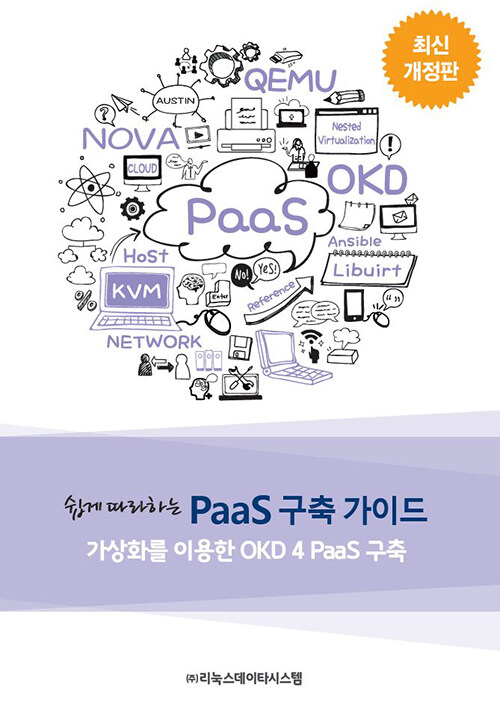 최신
개정판
QEMU
AUSTIN
NOVA
Nested
Virtualization
CLOUD
OKD
PaaS
Ansible
Libuirt
HoSt
KVM
No!
Yes!
Enter
Reference
NETWORK
쉽게 따라하는 PaaS 구축 가이드
가상화를 이용한 OKD 4 PaaS 구축
(주)리눅스데이타시스템